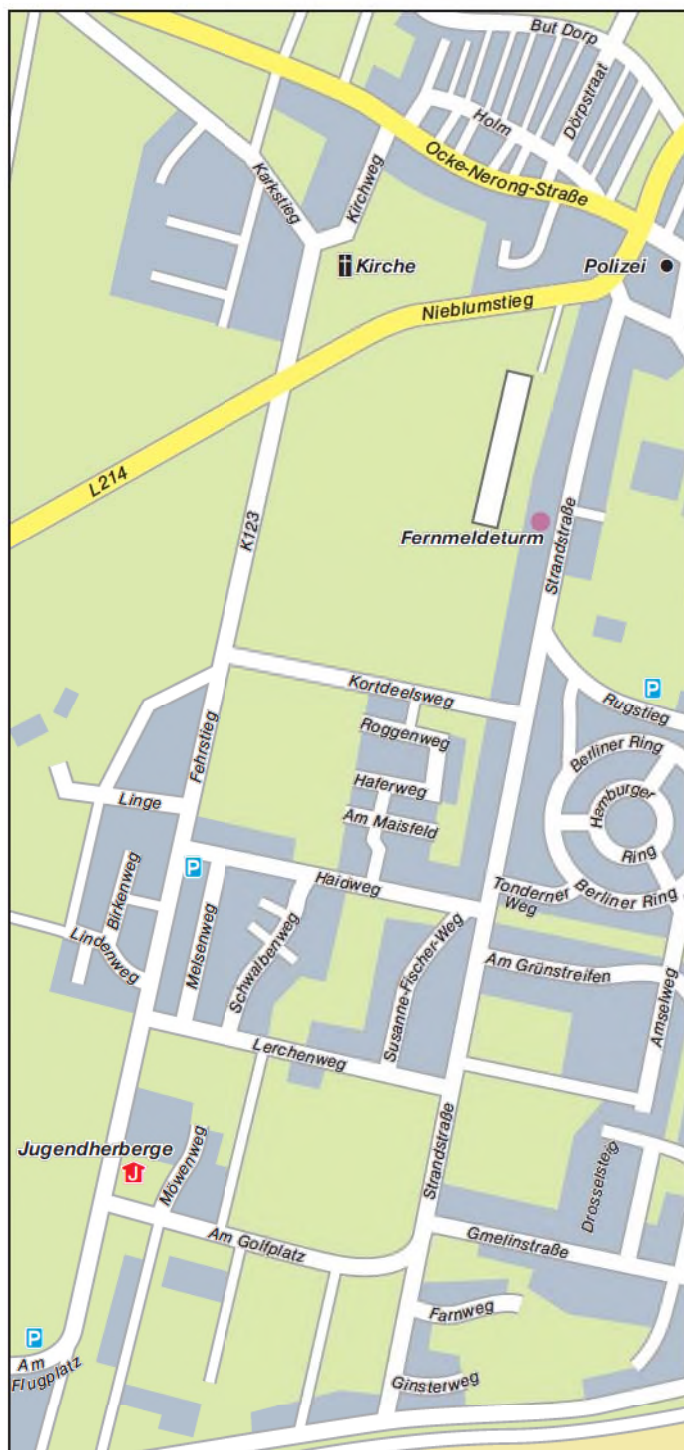 But Dorp
Dörpstraat
Holm
Ocke-Nerong-Straße
Kirchweg
Karkstieg
Kirche
Polizei
Nieblumstieg
L214
K123
Fernmeldeturm
Strandstraße
P
Kortdeelsweg
Rugstieg
Roggenweg
Berliner Ring
Fehrstieg
Haferweg
Hamburger
Ring
Linge
Am Maisfeld
P
Haidweg
Tonderner
Weg
Berliner Ring
Birkenweg
Meisenweg
Lindenweg
Schwalbenweg
Susanne-Fischer-Weg
Am Grünstreifen
Amselweg
Lerchenweg
Jugendherberge
J
Möwenweg
Strandstraße
Drosselsteig
Am Golfplatz
Gmelinstraße
Farnweg
P
Am
Flugplatz
Ginsterweg